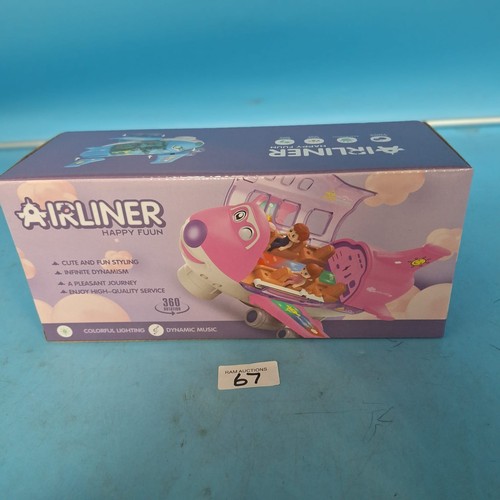 AIRLINER
HAPPY FUUN
AIRLINER
HAPPY FUUN
CUTE AND FUN STYLING
INFINITE DYNAMISM
A PLEASANT JOURNEY
ENJOY HIGH-QUALITY SERVICE
360
COLORFUL LIGHTING
DYNAMIC MUSIC
RAM AUCTIONS
67